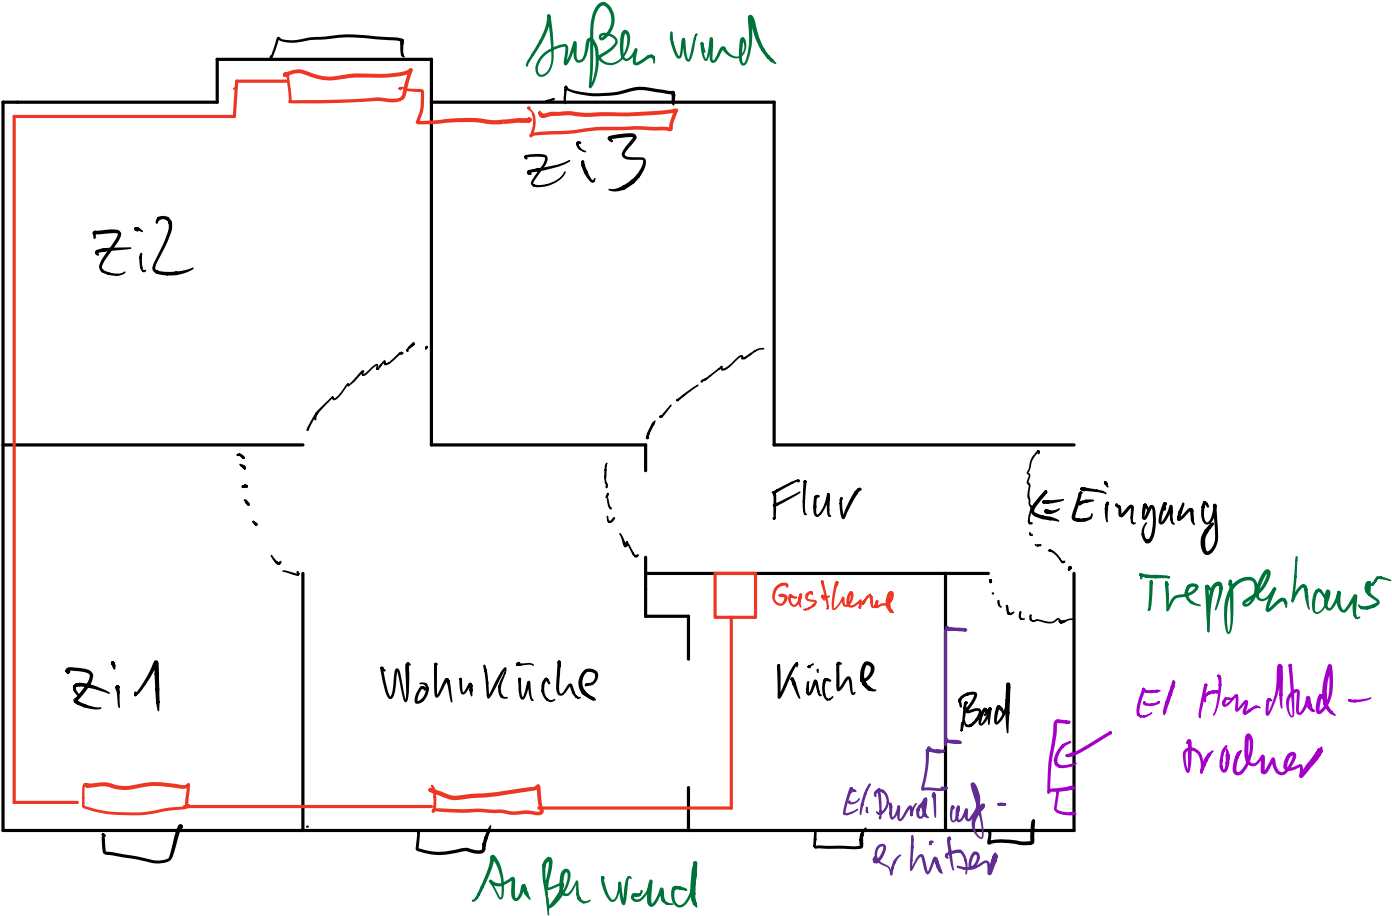 Außenwand
Zi3
Zi2
Flur
Eingang
Treppenhaus
Gastherme
Zi1
Wohnküche
Küche
Bad
El Handtuch-
trockner
El. Durchlauf-
erhitzer
Außenwand